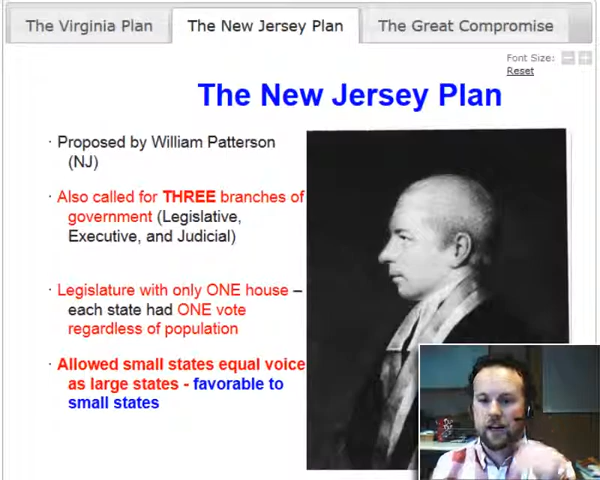 The Virginia Plan
The New Jersey Plan
The Great Compromise
Font Size:
Reset
The New Jersey Plan
· Proposed by William Patterson
(NJ)
· Also called for THREE branches of
government (Legislative,
Executive, and Judicial)
· Legislature with only ONE house –
each state had ONE vote
regardless of population
· Allowed small states equal voice
as large states - favorable to
small states